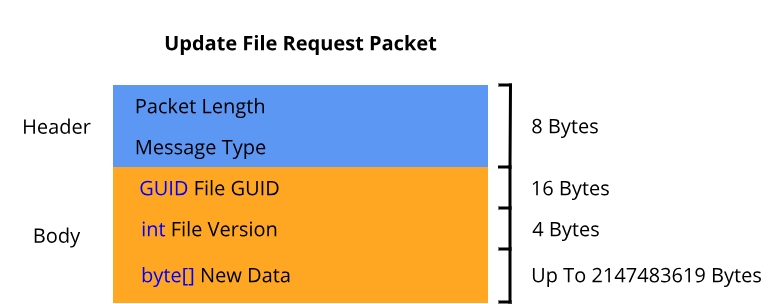 Update File Request Packet
Header
Packet Length
Message Type
8 Bytes
Body
GUID File GUID
16 Bytes
int File Version
4 Bytes
byte[] New Data
Up To 2147483619 Bytes